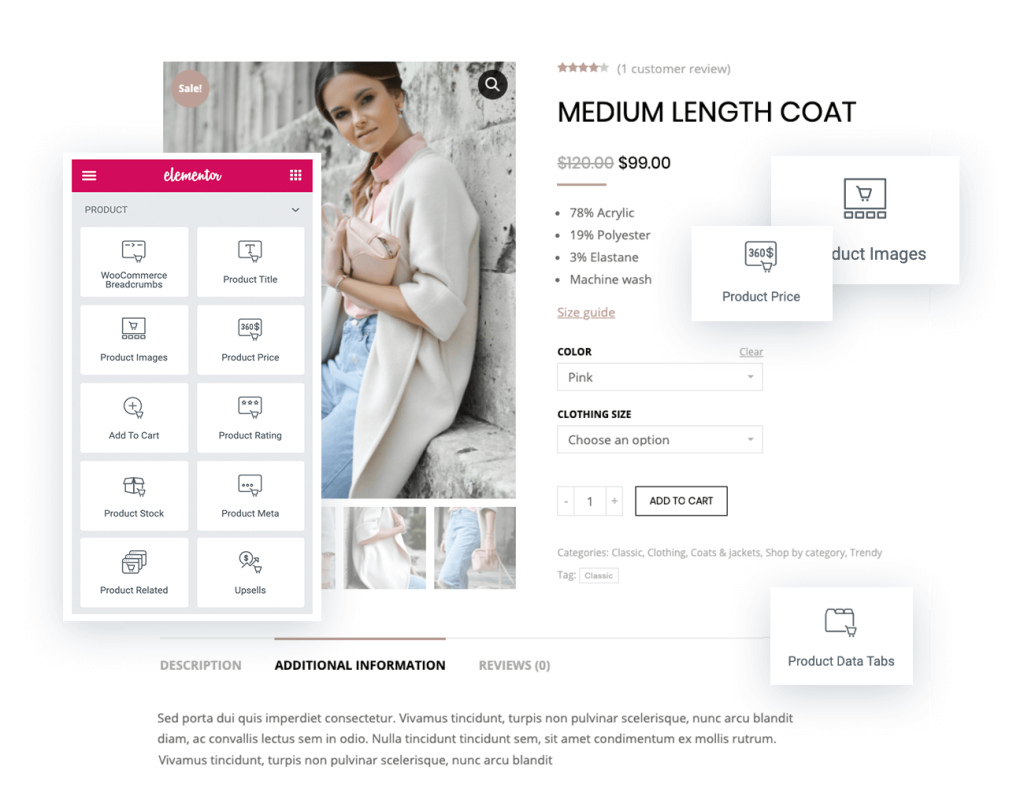 Sale!
(1 customer review)
MEDIUM LENGTH COAT
$120.00 $99.00
78% Acrylic
19% Polyester
3% Elastane
Machine wash
Size guide
COLOR
Clear
Pink
CLOTHING SIZE
Choose an option
- 1 +
ADD TO CART
Categories: Classic, Clothing, Coats & jackets, Shop by category, Trendy
Tag: Classic
elementor
PRODUCT
WooCommerce
Breadcrumbs
Product Title
Product Images
360$
Product Price
Add To Cart
Product Rating
Product Stock
Product Meta
Product Related
Upsells
duct Images
360$
Product Price
Product Data Tabs
DESCRIPTION
ADDITIONAL INFORMATION
REVIEWS (0)
Sed porta dui quis imperdiet consectetur. Vivamus tincidunt, turpis non pulvinar scelerisque, nunc arcu blandit
diam, ac convallis lectus sem in odio. Nulla tincidunt tincidunt sem, sit amet condimentum ex mollis rutrum.
Vivamus tincidunt, turpis non pulvinar scelerisque, nunc arcu blandit